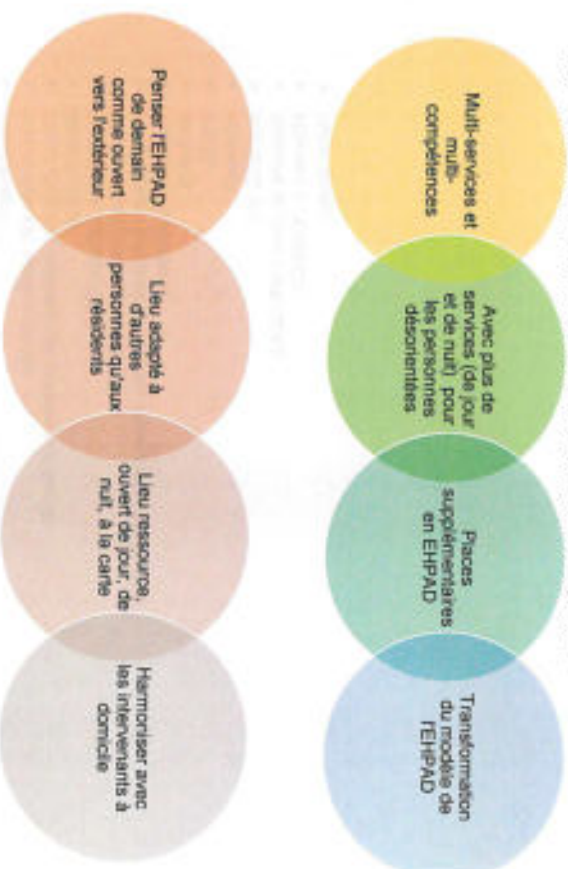 Multi-services et
multi-
compétences
Avec plus de
services (de jour
et de nuit) pour
les personnes
désorientées
Places
supplémentaires
en EHPAD
Transformation
du modèle de
l'EHPAD
Penser l'EHPAD
de demain
comme ouvert
vers l'extérieur
Lieu adapté à
d'autres
personnes qu'aux
résidents
Lieu ressource,
ouvert de jour, de
nuit, à la carte
Harmoniser avec
les intervenants à
domicile